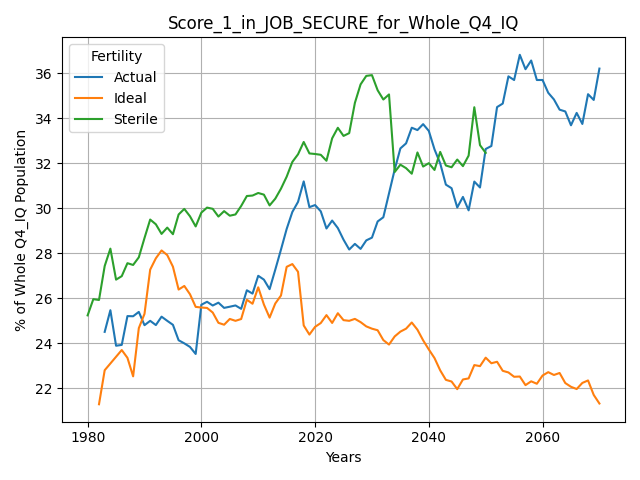 Score_1_in_JOB_SECURE_for_Whole_Q4_IQ
Fertility
Actual
Ideal
Sterile
% of Whole Q4_IQ Population
36
34
32
30
28
26
24
22
1980
2000
2020
2040
2060
Years